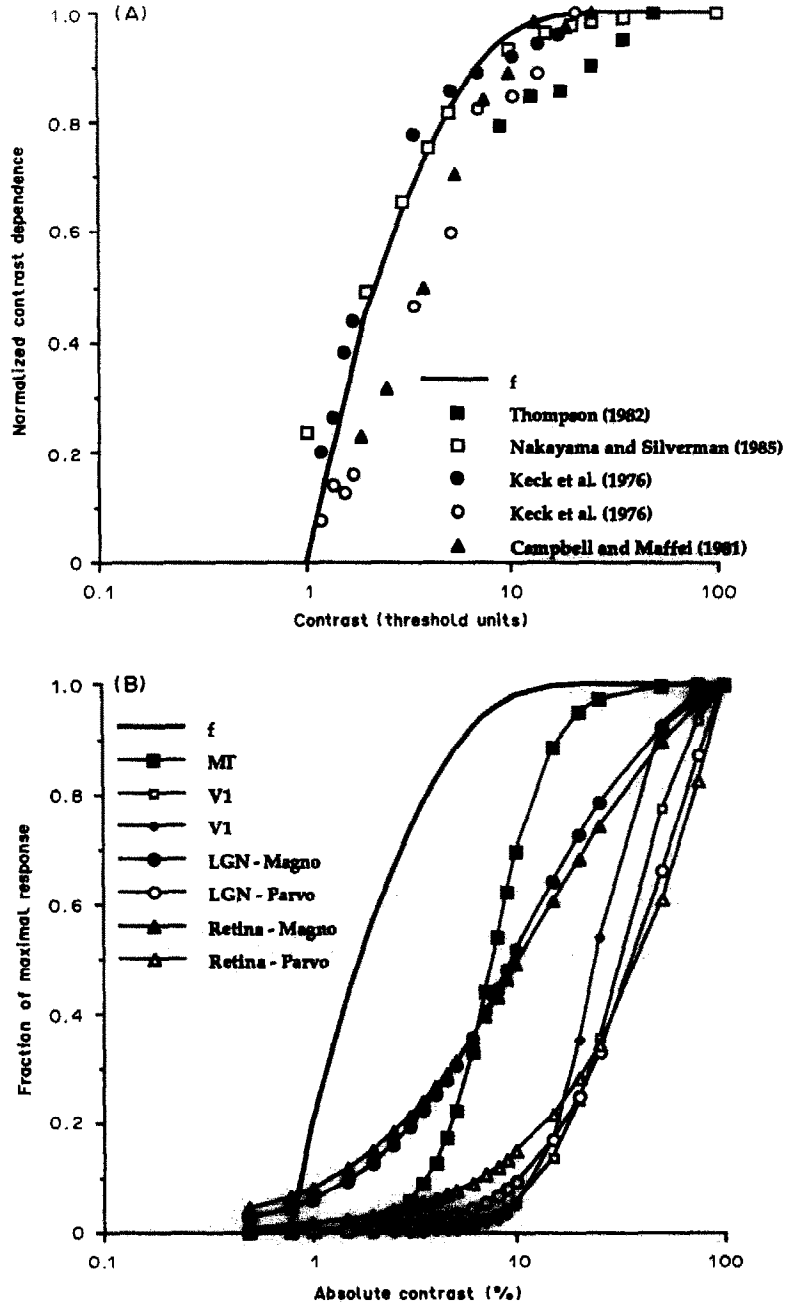 (A)
1.0
0.8
0.6
0.4
0.2
0
0.1
1
10
100
Normalized contrast dependence
Contrast (threshold units)
f
Thompson (1982)
Nakayama and Silverman (1985)
Keck et al. (1976)
Keck et al. (1976)
Campbell and Maffei (1981)
(B)
1.0
0.8
0.6
0.4
0.2
0
0.1
1
10
100
Fraction of maximal response
Absolute contrast (%)
f
MT
V1
V1
LGN - Magno
LGN - Parvo
Retina - Magno
Retina - Parvo